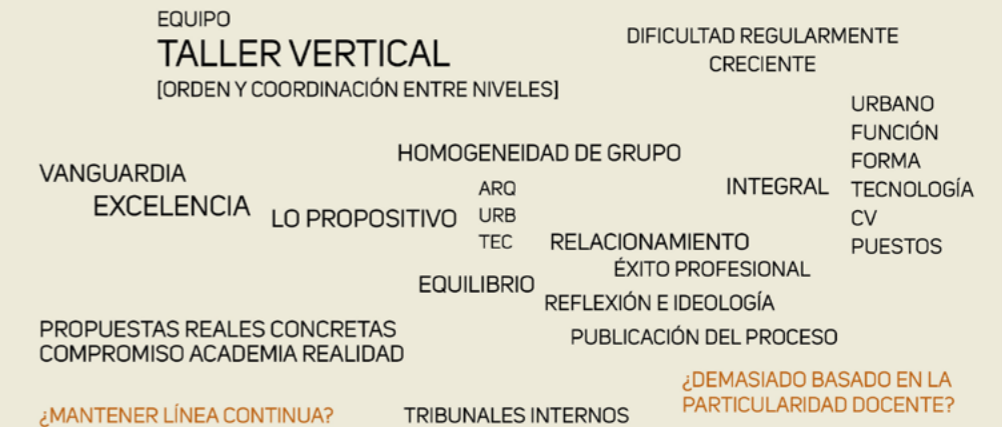 EQUIPO
TALLER VERTICAL
[ORDEN Y COORDINACIÓN ENTRE NIVELES]
DIFICULTAD REGULARMENTE
CRECIENTE
VANGUARDIA
EXCELENCIA
HOMOGENEIDAD DE GRUPO
LO PROPOSITIVO
ARQ
URB
TEC
INTEGRAL
URBANO
FUNCIÓN
FORMA
TECNOLOGÍA
CV
PUESTOS
RELACIONAMIENTO
ÉXITO PROFESIONAL
EQUILIBRIO
REFLEXIÓN E IDEOLOGÍA
PROPUESTAS REALES CONCRETAS
COMPROMISO ACADEMIA REALIDAD
PUBLICACIÓN DEL PROCESO
¿MANTENER LÍNEA CONTINUA?
TRIBUNALES INTERNOS
¿DEMASIADO BASADO EN LA
PARTICULARIDAD DOCENTE?